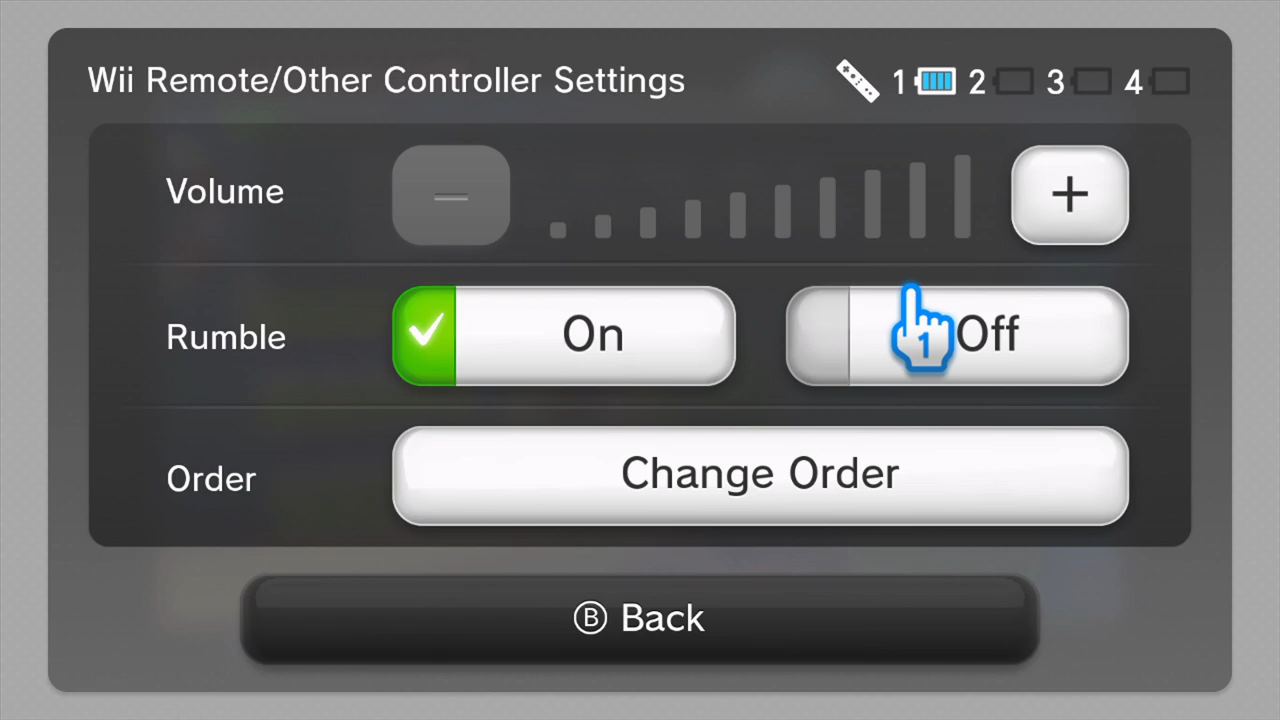 Wii Remote/Other Controller Settings 1 2 3 4
Volume − +
Rumble On 1 Off
Order Change Order
Ⓑ Back